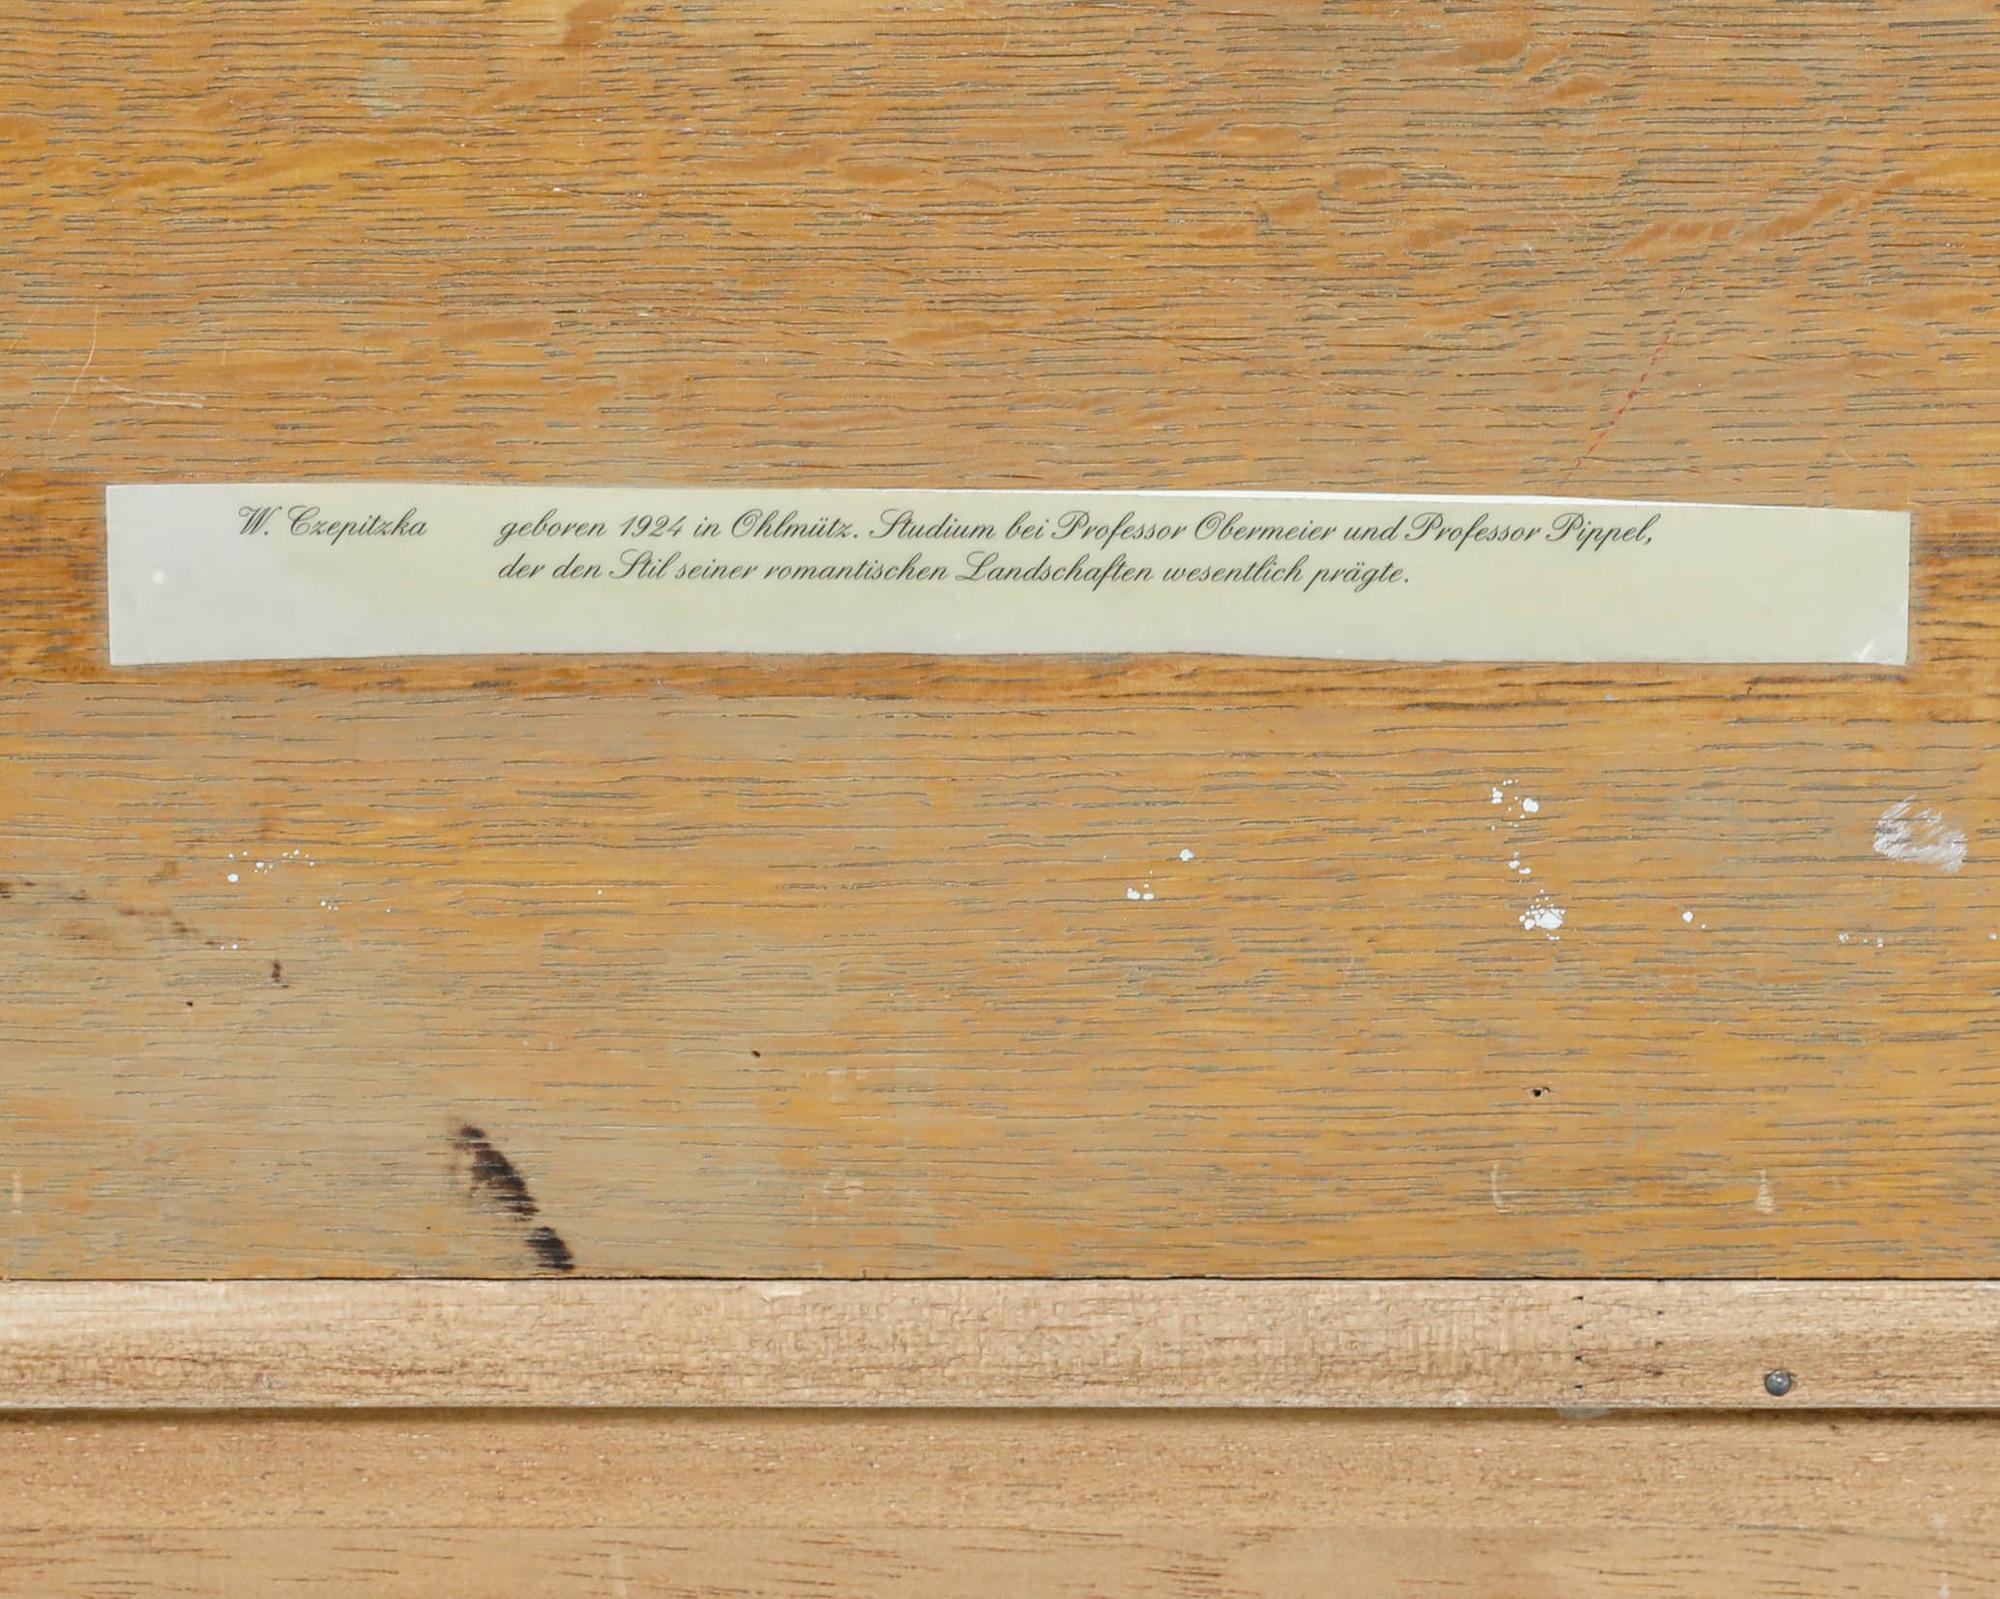 W. Czepitzka geboren 1924 in Ohlmütz. Studium bei Professor Obermeier und Professor Pippel,
der den Stil seiner romantischen Landschaften wesentlich prägte.